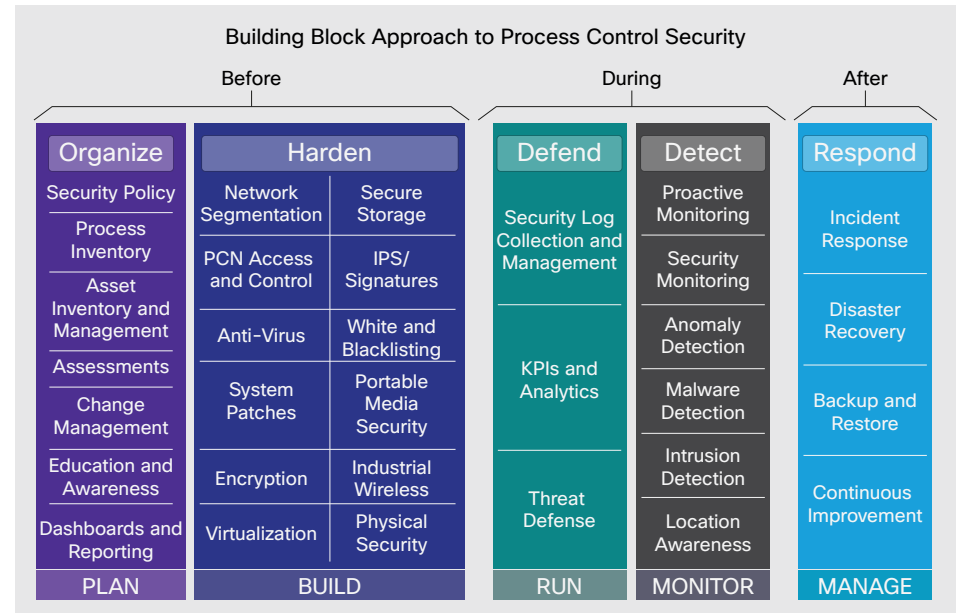 Building Block Approach to Process Control Security
Before
During
After
Organize
Security Policy
Process
Inventory
Asset
Inventory and
Management
Assessments
Change
Management
Education and
Awareness
Dashboards and
Reporting
PLAN
Harden
Network
Segmentation
PCN Access
and Control
Anti-Virus
System
Patches
Encryption
Virtualization
Secure
Storage
IPS/
Signatures
White and
Blacklisting
Portable
Media
Security
Industrial
Wireless
Physical
Security
BUILD
Defend
Security Log
Collection and
Management
KPIs and
Analytics
Threat
Defense
RUN
Detect
Proactive
Monitoring
Security
Monitoring
Anomaly
Detection
Malware
Detection
Intrusion
Detection
Location
Awareness
MONITOR
Respond
Incident
Response
Disaster
Recovery
Backup and
Restore
Continuous
Improvement
MANAGE